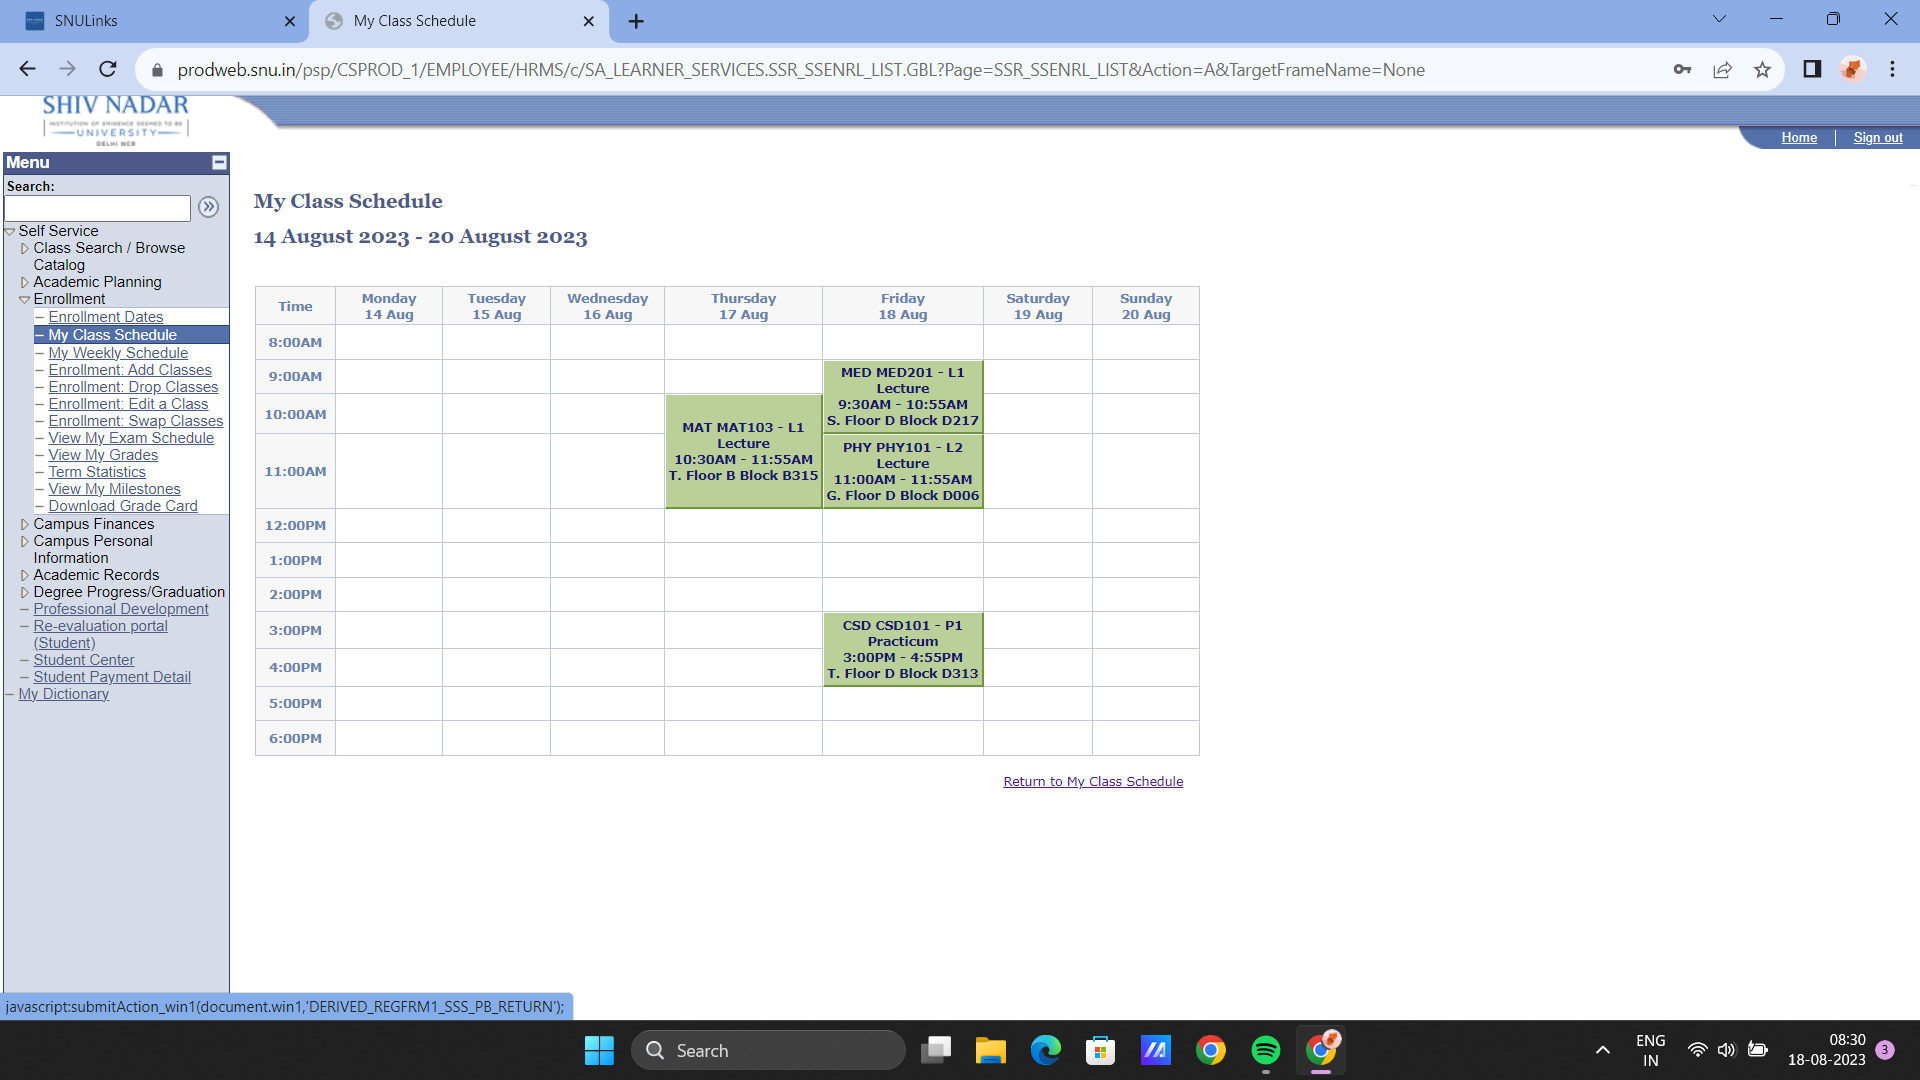 SNULinks
My Class Schedule
prodweb.snu.in/psp/CSPROD_1/EMPLOYEE/HRMS/c/SA_LEARNER_SERVICES.SSR_SSENRL_LIST.GBL?Page=SSR_SSENRL_LIST&Action=A&TargetFrameName=None
SHIV NADAR
INSTITUTION OF EMINENCE DEEMED TO BE
UNIVERSITY
DELHI NCR
Home
Sign out
Menu
Search:
Self Service
Class Search / Browse
Catalog
Academic Planning
Enrollment
Enrollment Dates
My Class Schedule
My Weekly Schedule
Enrollment: Add Classes
Enrollment: Drop Classes
Enrollment: Edit a Class
Enrollment: Swap Classes
View My Exam Schedule
View My Grades
Term Statistics
View My Milestones
Download Grade Card
Campus Finances
Campus Personal
Information
Academic Records
Degree Progress/Graduation
Professional Development
Re-evaluation portal
(Student)
Student Center
Student Payment Detail
My Dictionary
My Class Schedule
14 August 2023 - 20 August 2023
Time
Monday
14 Aug
Tuesday
15 Aug
Wednesday
16 Aug
Thursday
17 Aug
Friday
18 Aug
Saturday
19 Aug
Sunday
20 Aug
8:00AM
9:00AM
MED MED201 - L1
Lecture
9:30AM - 10:55AM
S. Floor D Block D217
10:00AM
MAT MAT103 - L1
Lecture
10:30AM - 11:55AM
T. Floor B Block B315
11:00AM
PHY PHY101 - L2
Lecture
11:00AM - 11:55AM
G. Floor D Block D006
12:00PM
1:00PM
2:00PM
3:00PM
CSD CSD101 - P1
Practicum
3:00PM - 4:55PM
T. Floor D Block D313
4:00PM
5:00PM
6:00PM
Return to My Class Schedule
javascript:submitAction_win1(document.win1,'DERIVED_REGFRM1_SSS_PB_RETURN');
Search
ENG
IN
08:30
18-08-2023
3